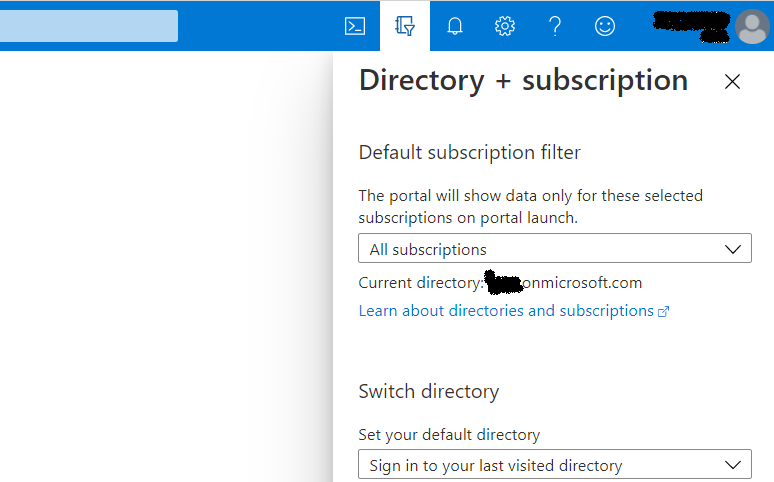 Directory + subscription
Default subscription filter
The portal will show data only for these selected
subscriptions on portal launch.
All subscriptions
Current directory: onmicrosoft.com
Learn about directories and subscriptions
Switch directory
Set your default directory
Sign in to your last visited directory